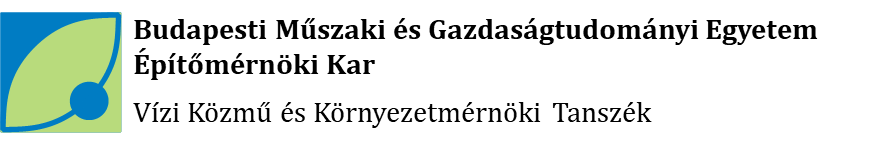 Budapesti Műszaki és Gazdaságtudományi Egyetem
Építőmérnöki Kar
Vízi Közmű és Környezetmérnöki Tanszék